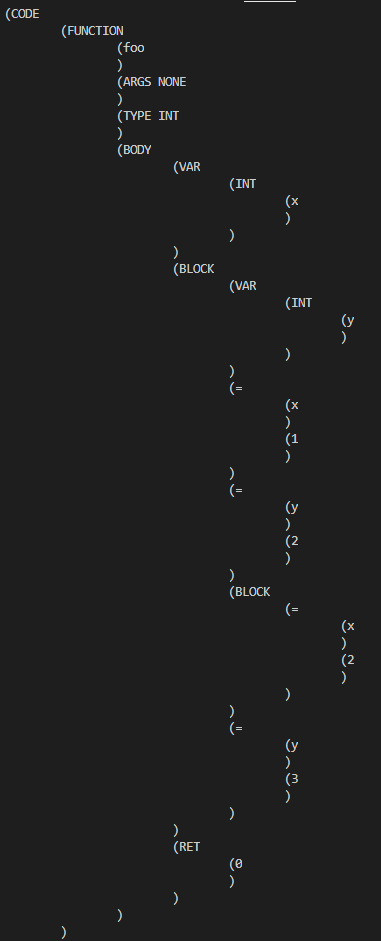 (CODE
(FUNCTION
(foo
)
(ARGS NONE
)
(TYPE INT
)
(BODY
(VAR
(INT
(x
)
)
)
(BLOCK
(VAR
(INT
(y
)
)
)
(=
(x
)
(1
)
)
(=
(y
)
(2
)
)
(BLOCK
(=
(x
)
(2
)
)
)
(=
(y
)
(3
)
)
)
(RET
(0
)
)
)
)